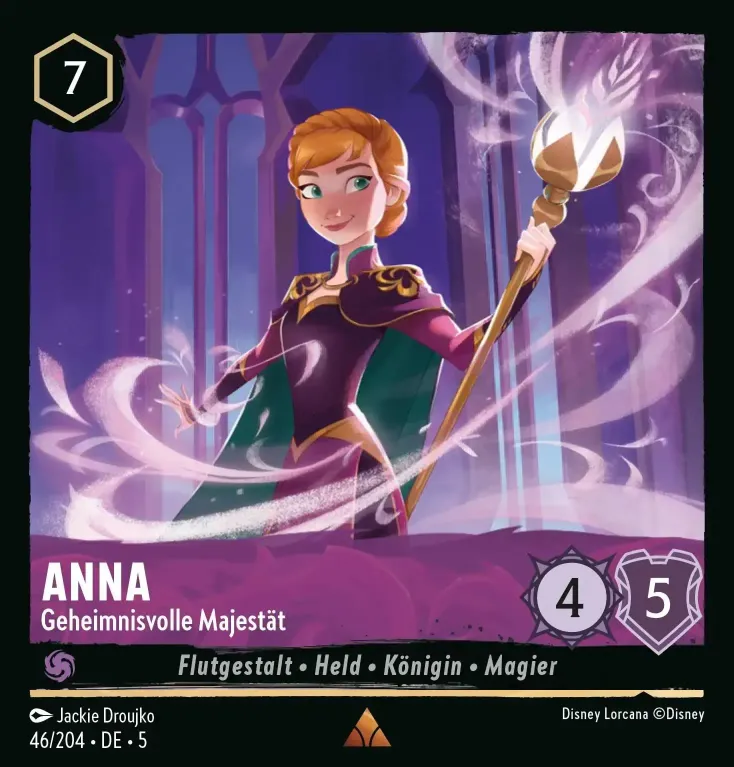 7
ANNA
Geheimnisvolle Majestät
4
5
Flutgestalt • Held • Königin • Magier
Jackie Droujko
Disney Lorcana ©Disney
46/204 • DE • 5